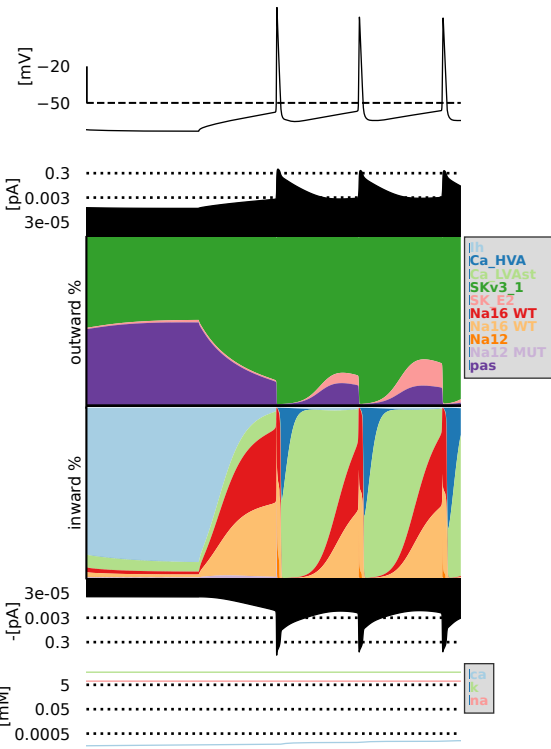 [mV]
−20
−50
[pA]
0.3
0.003
3e-05
outward %
Ih
Ca_HVA
Ca_LVAst
SKv3_1
SK_E2
Na16 WT
Na16 WT
Na12
Na12 MUT
pas
inward %
-[pA]
3e-05
0.003
0.3
[mM]
5
0.05
0.0005
ca
k
na